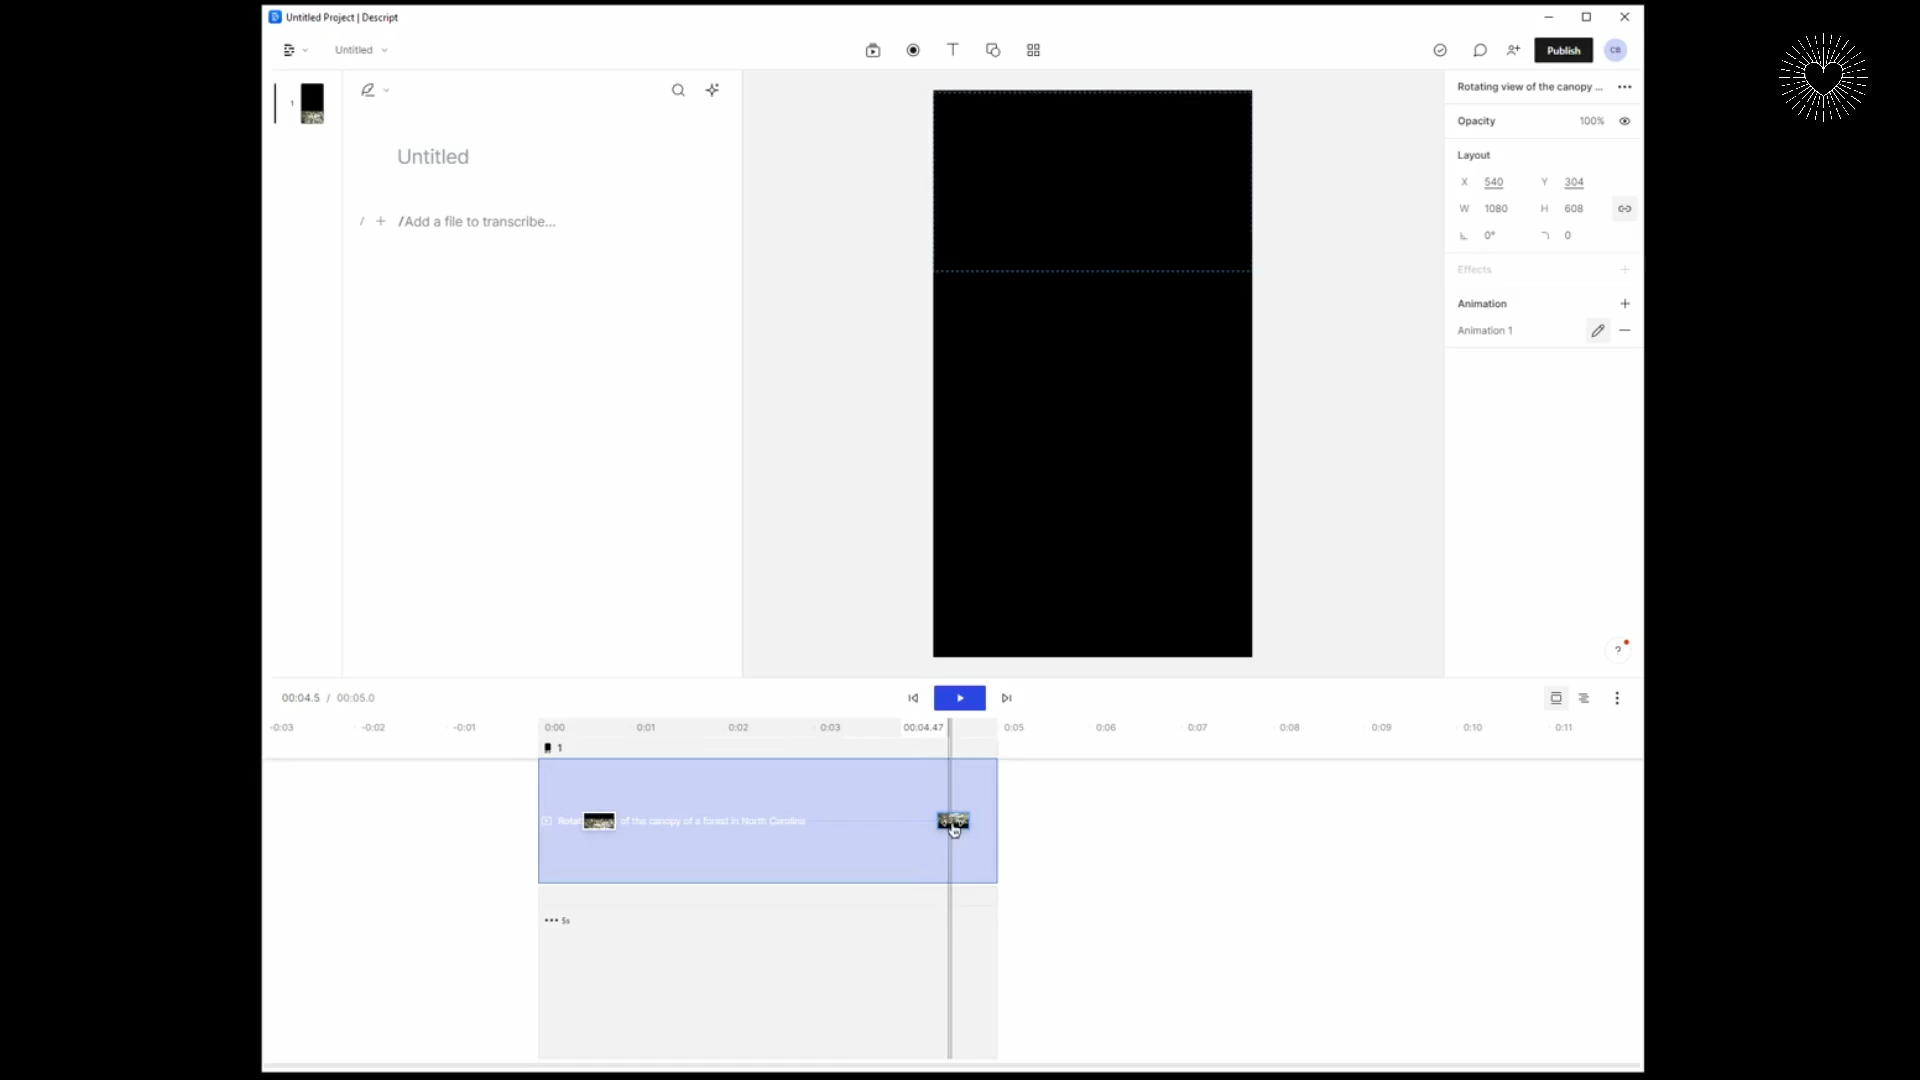 Untitled Project | Descript
Untitled
Publish
CB
1
Untitled
/ + /Add a file to transcribe...
Rotating view of the canopy ...
Opacity 100%
Layout
X 540 Y 304
W 1080 H 608
0° 0
Effects
Animation
Animation 1
?
00:04.5 / 00:05.0
-0:03 -0:02 -0:01 0:00 0:01 0:02 0:03 00:04.47 0:05 0:06 0:07 0:08 0:09 0:10 0:11
1
Rotat of the canopy of a forest in North Carolina
5s